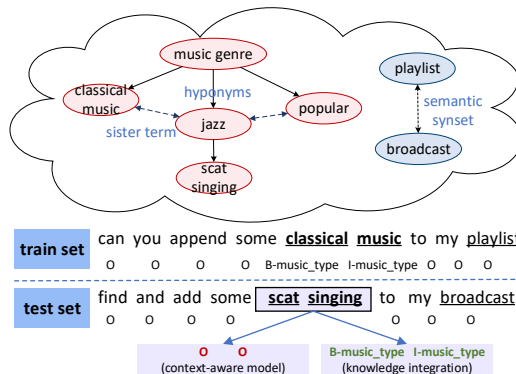 music genre
playlist
classical
music
hyponyms
popular
semantic
synset
sister term
jazz
broadcast
scat
singing
train set can you append some classical music to my playlist
O O O O B-music_type I-music_type O O O
test set find and add some scat singing to my broadcast
O O O O O O O
O O B-music_type I-music_type
(context-aware model) (knowledge integration)